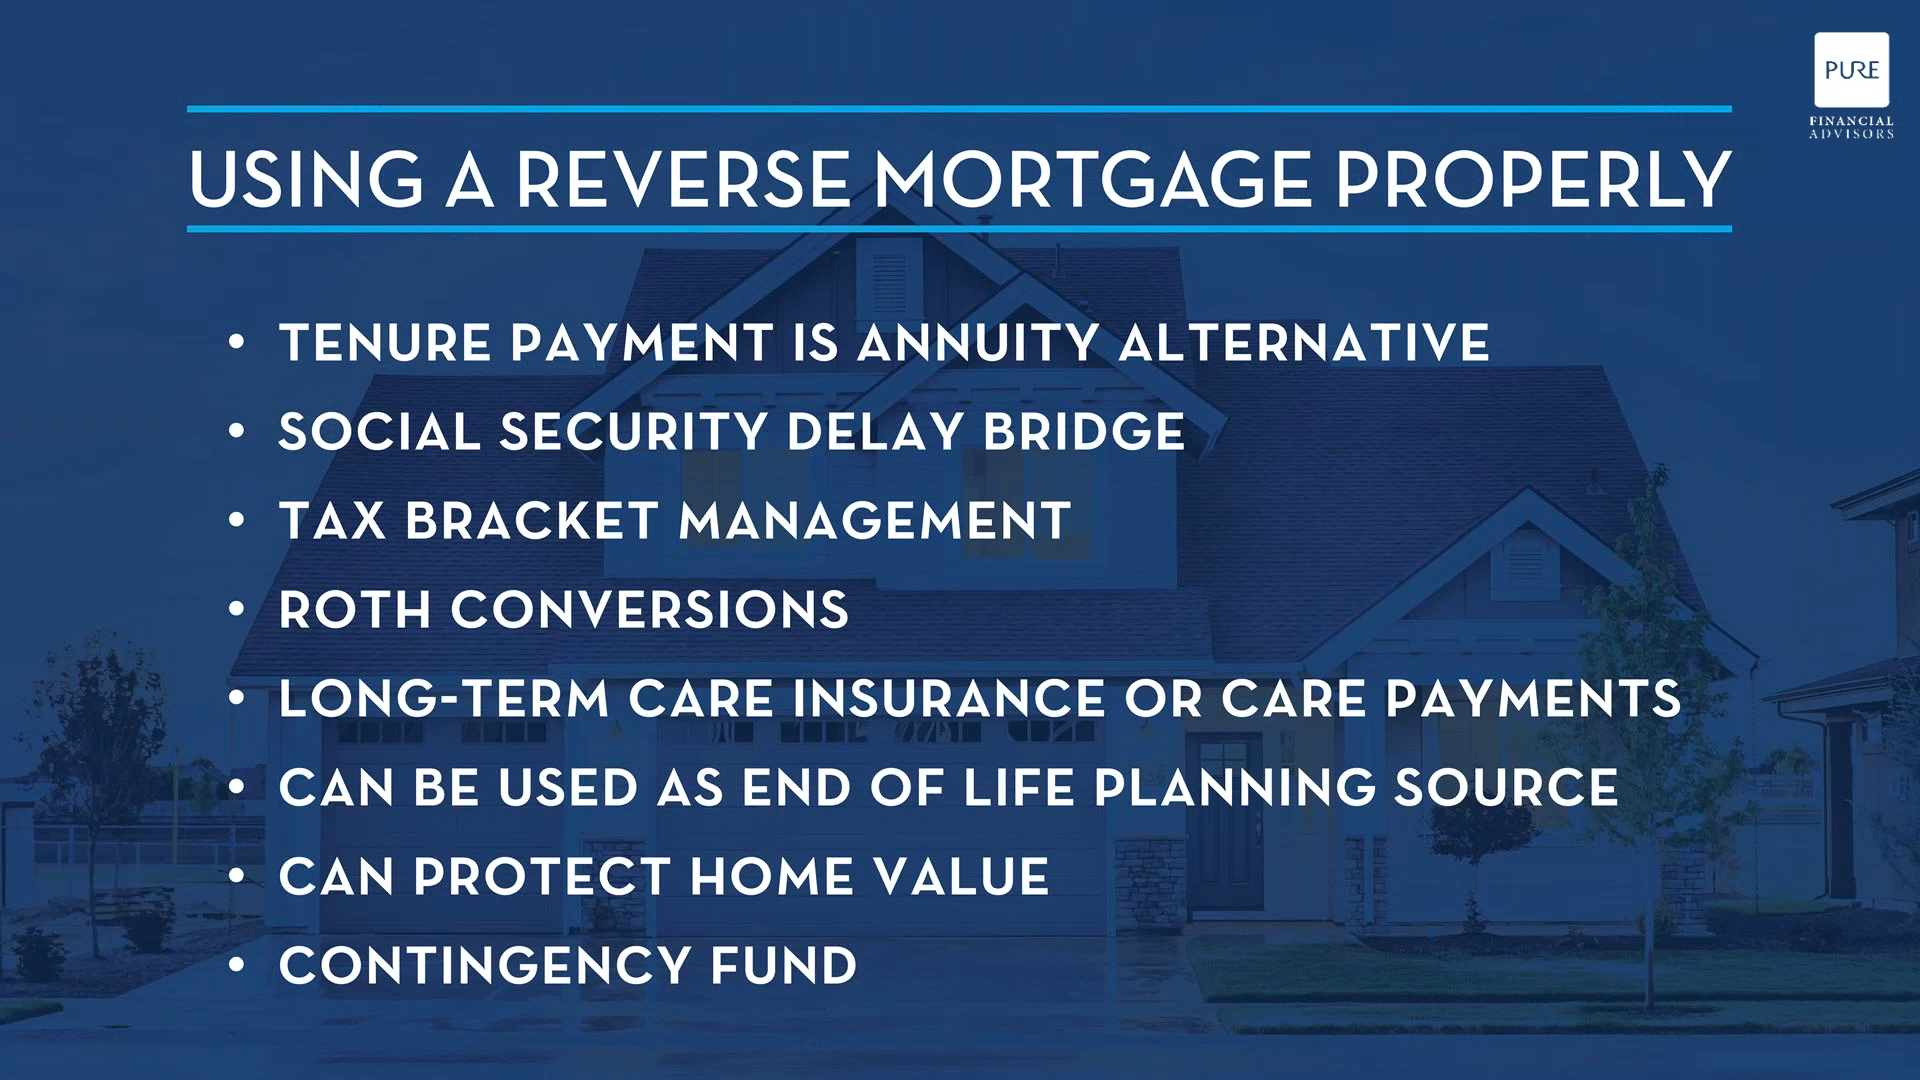 PURE
FINANCIAL
ADVISORS
USING A REVERSE MORTGAGE PROPERLY
• TENURE PAYMENT IS ANNUITY ALTERNATIVE
• SOCIAL SECURITY DELAY BRIDGE
• TAX BRACKET MANAGEMENT
• ROTH CONVERSIONS
• LONG-TERM CARE INSURANCE OR CARE PAYMENTS
• CAN BE USED AS END OF LIFE PLANNING SOURCE
• CAN PROTECT HOME VALUE
• CONTINGENCY FUND